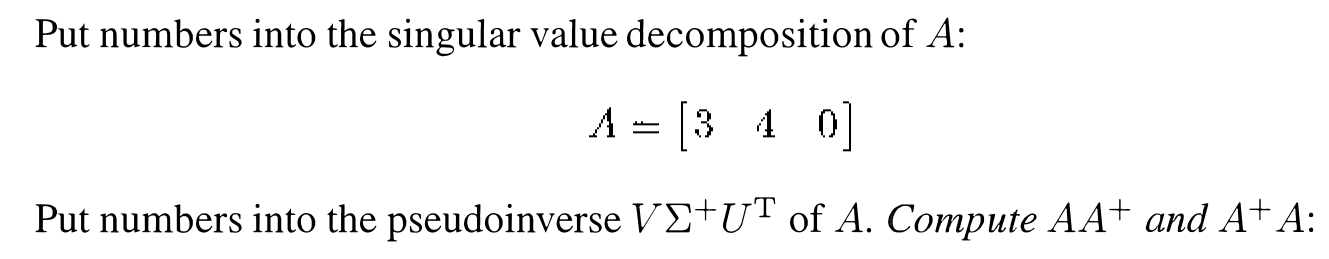 Put numbers into the singular value decomposition of A:
A = [3 4 0]
Put numbers into the pseudoinverse VΣ⁺Uᵀ of A. Compute AA⁺ and A⁺A: